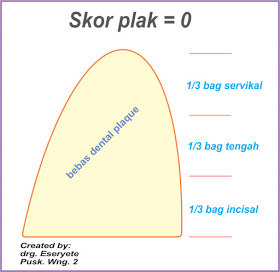 Skor plak = 0
1/3 bag servikal
bebas dental plaque
1/3 bag tengah
1/3 bag incisal
Created by:
drg. Eseryete
Pusk. Wng. 2